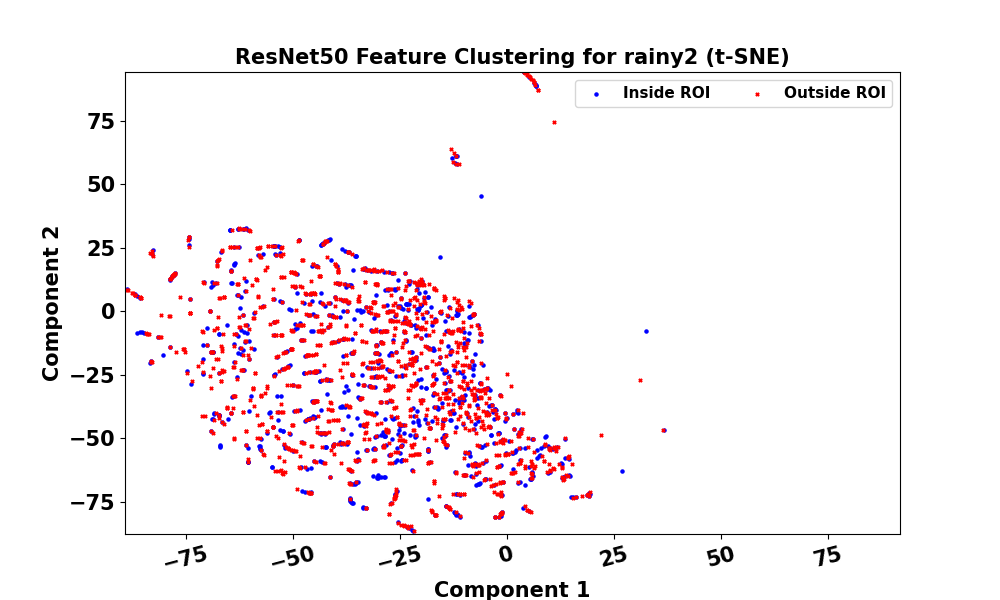 ResNet50 Feature Clustering for rainy2 (t-SNE)
Inside ROI
Outside ROI
75
50
25
0
−25
−50
−75
Component 2
−75
−50
−25
0
25
50
75
Component 1